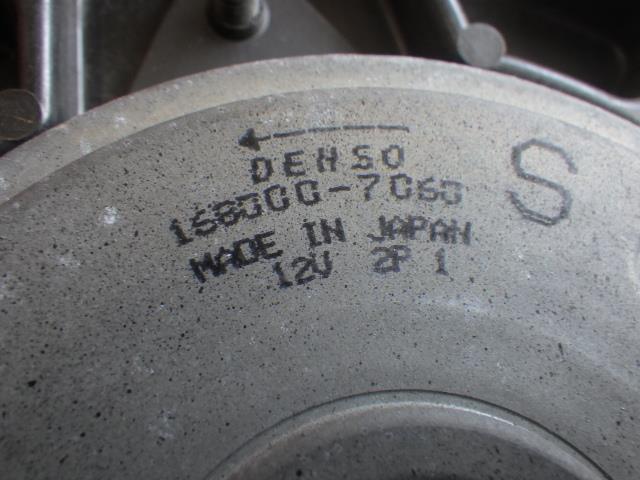 DENSO
168000-7060
S
MADE IN JAPAN
12V 2P 1